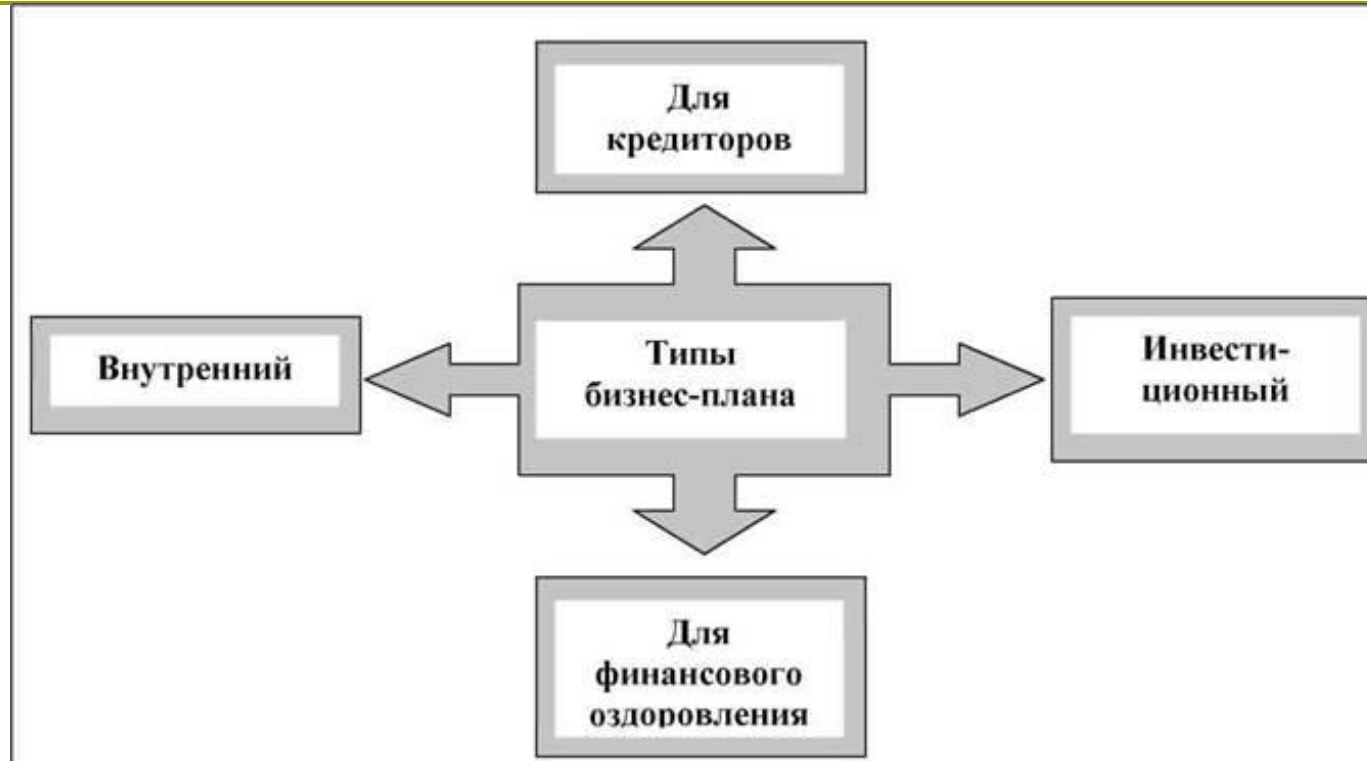 Для
кредиторов
Внутренний
Типы
бизнес-плана
Инвести-
ционный
Для
финансового
оздоровления